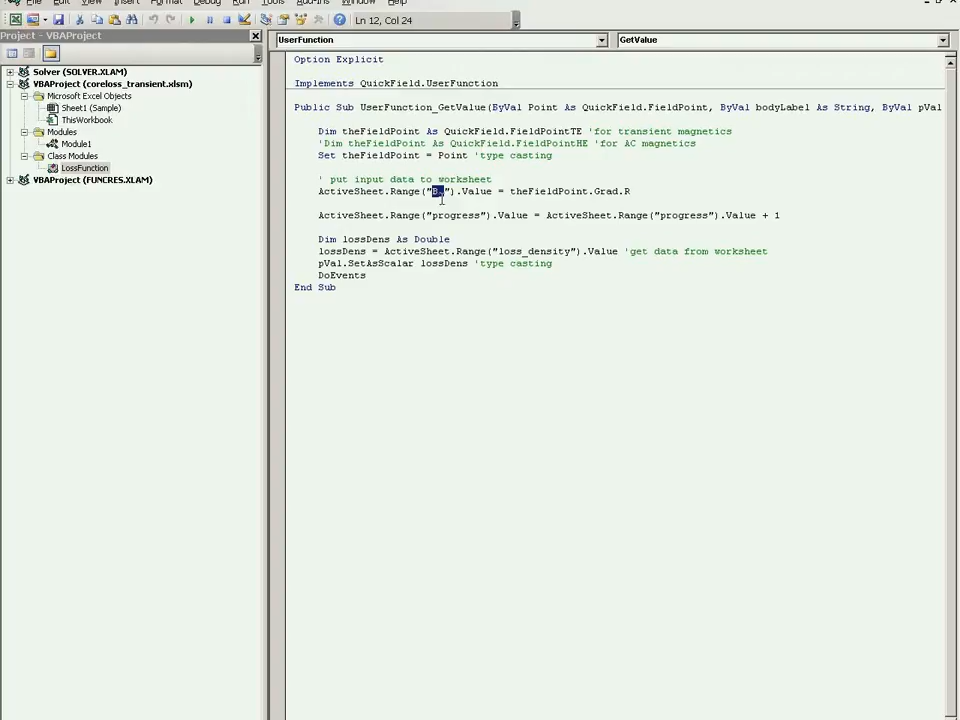 File Edit View Insert Format Debug Run Tools Add-Ins Window Help
Ln 12, Col 24
Project - VBAProject
UserFunction GetValue
Solver (SOLVER.XLAM)
VBAProject (coreloss_transient.xlsm)
Microsoft Excel Objects
Sheet1 (Sample)
ThisWorkbook
Modules
Module1
Class Modules
LossFunction
VBAProject (FUNCRES.XLAM)
Option Explicit
Implements QuickField.UserFunction
Public Sub UserFunction_GetValue(ByVal Point As QuickField.FieldPoint, ByVal bodyLabel As String, ByVal pVal
Dim theFieldPoint As QuickField.FieldPointTE 'for transient magnetics
'Dim theFieldPoint As QuickField.FieldPointHE 'for AC magnetics
Set theFieldPoint = Point 'type casting
' put input data to worksheet
ActiveSheet.Range("B_").Value = theFieldPoint.Grad.R
ActiveSheet.Range("progress").Value = ActiveSheet.Range("progress").Value + 1
Dim lossDens As Double
lossDens = ActiveSheet.Range("loss_density").Value 'get data from worksheet
pVal.SetAsScalar lossDens 'type casting
DoEvents
End Sub